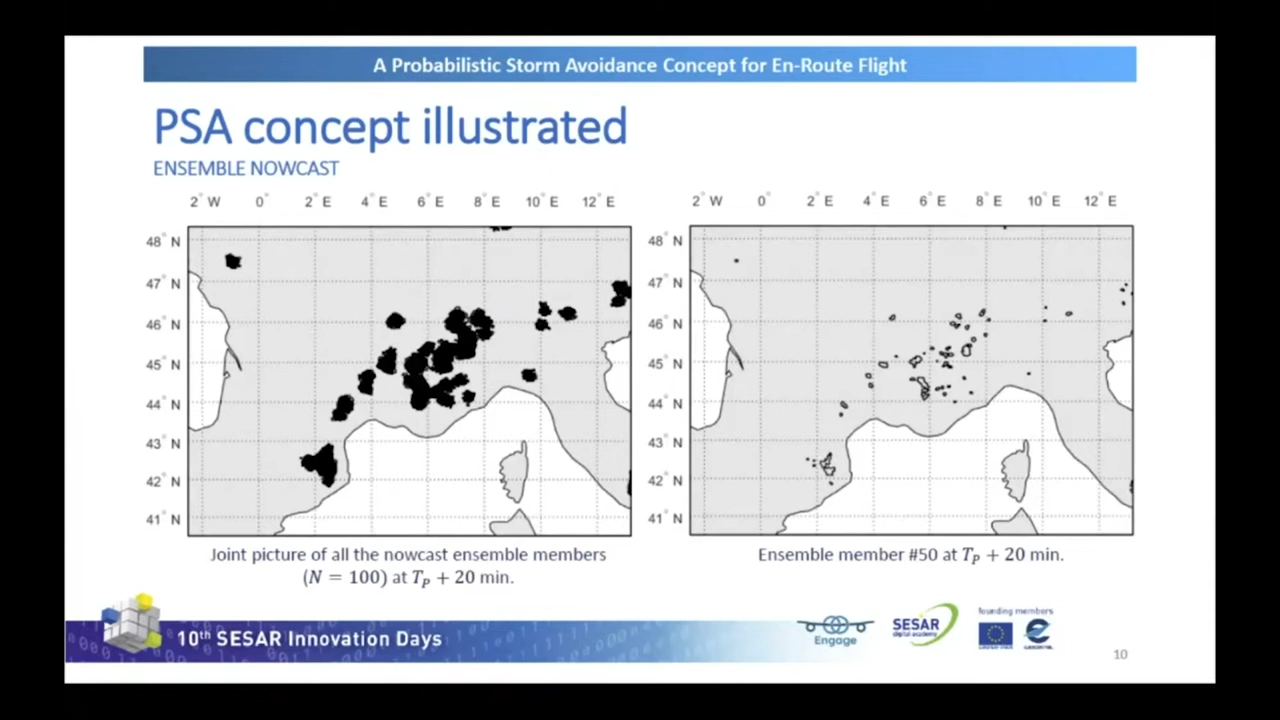 A Probabilistic Storm Avoidance Concept for En-Route Flight
PSA concept illustrated
ENSEMBLE NOWCAST
2° W 0° 2° E 4° E 6° E 8° E 10° E 12° E
48° N
47° N
46° N
45° N
44° N
43° N
42° N
41° N
Joint picture of all the nowcast ensemble members
(N = 100) at T_P + 20 min.
2° W 0° 2° E 4° E 6° E 8° E 10° E 12° E
48° N
47° N
46° N
45° N
44° N
43° N
42° N
41° N
Ensemble member #50 at T_P + 20 min.
10th SESAR Innovation Days
Engage
SESAR
digital academy
founding members
10